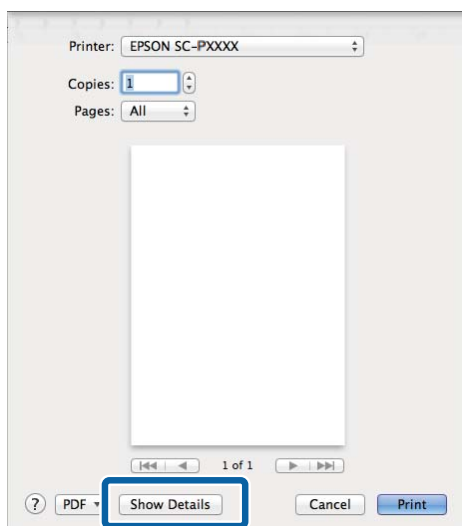 Printer: EPSON SC-PXXXX
Copies: 1
Pages: All
1 of 1
? PDF Show Details Cancel Print